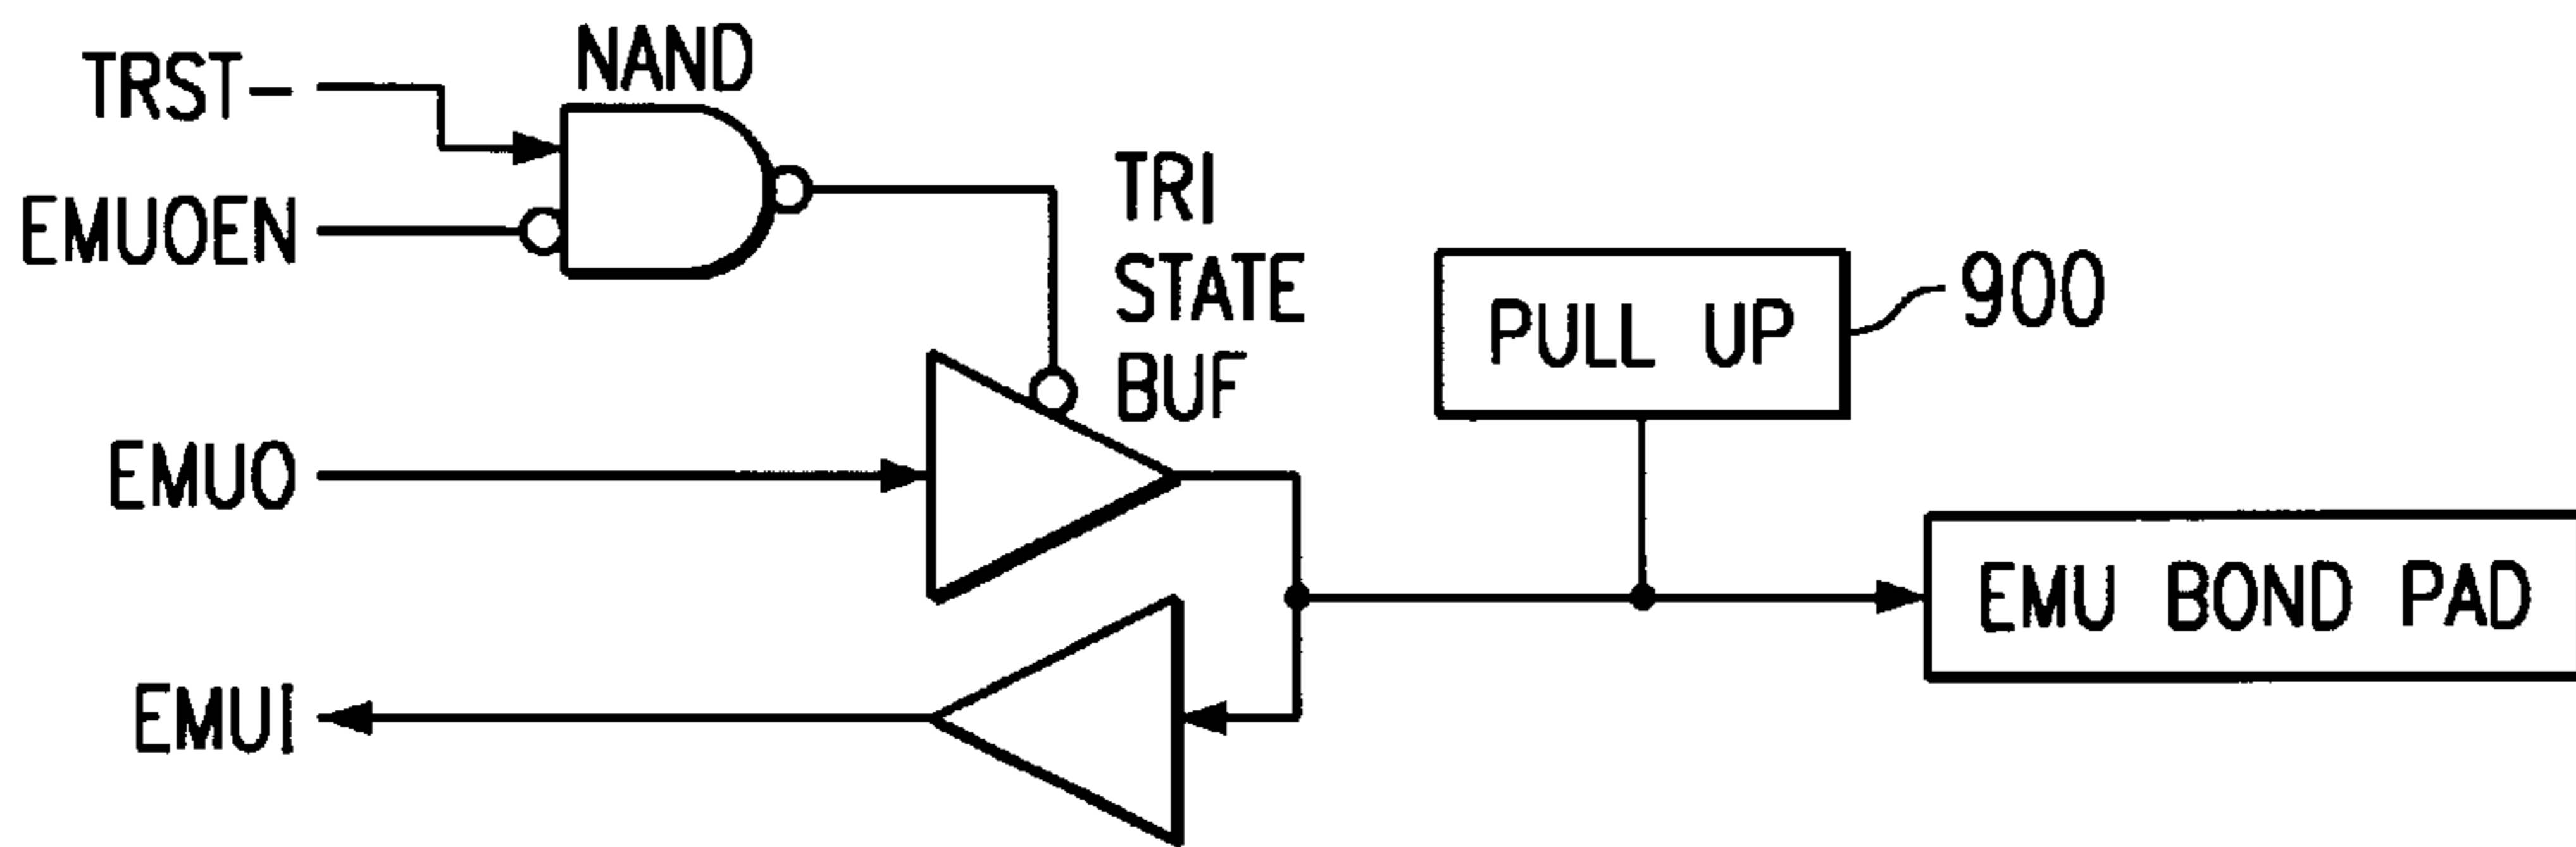 TRST-
NAND
EMUOEN
TRI
STATE
BUF
PULL UP
900
EMUO
EMU BOND PAD
EMUI